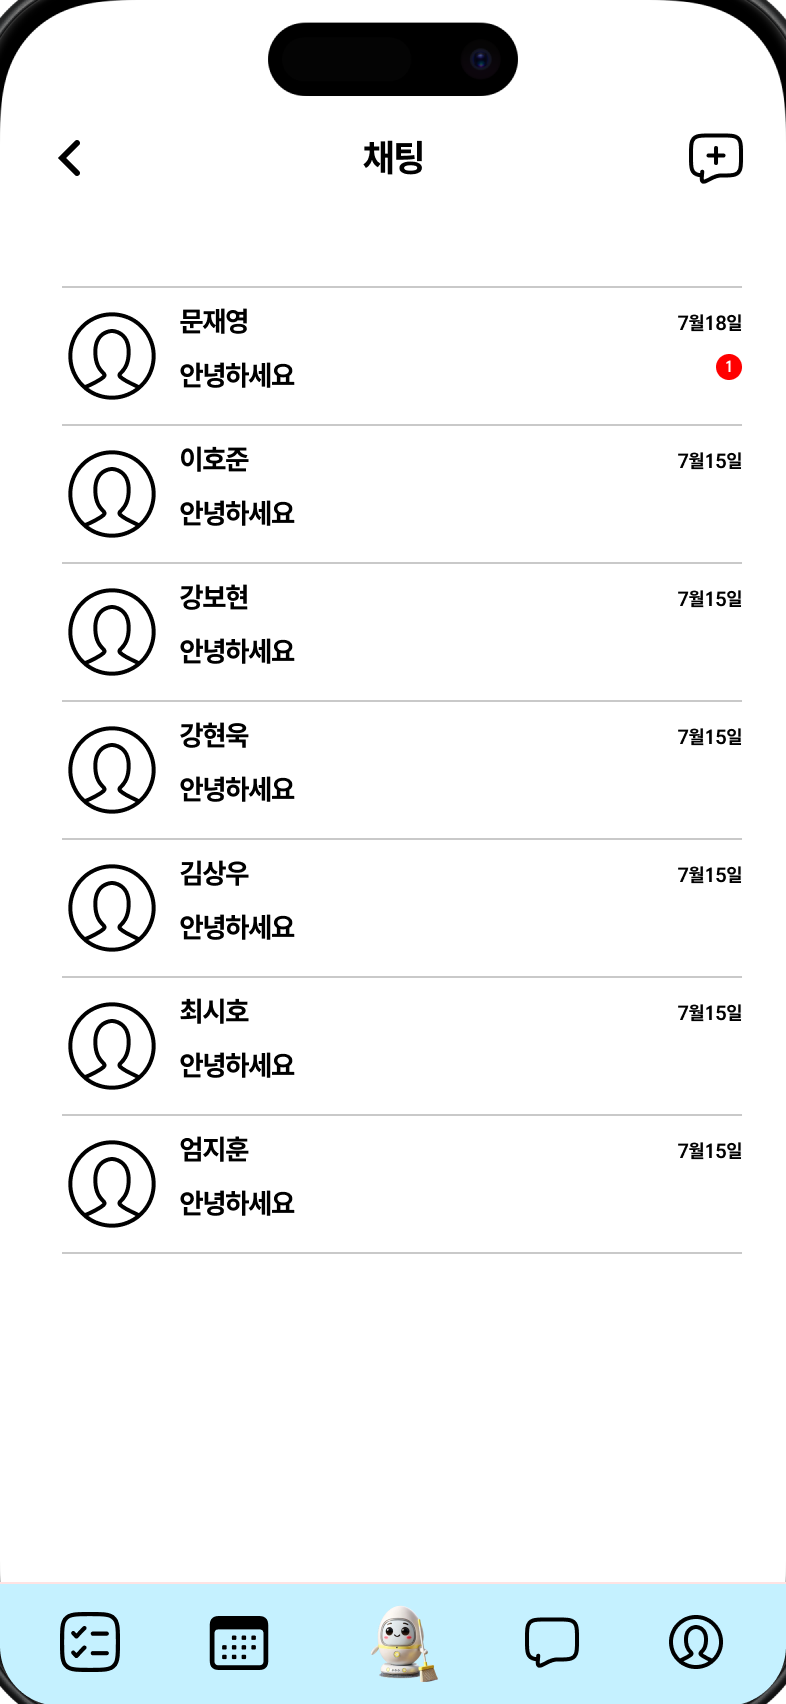 채팅
문재영 7월18일
안녕하세요 1
이호준 7월15일
안녕하세요
강보현 7월15일
안녕하세요
강현욱 7월15일
안녕하세요
김상우 7월15일
안녕하세요
최시호 7월15일
안녕하세요
엄지훈 7월15일
안녕하세요